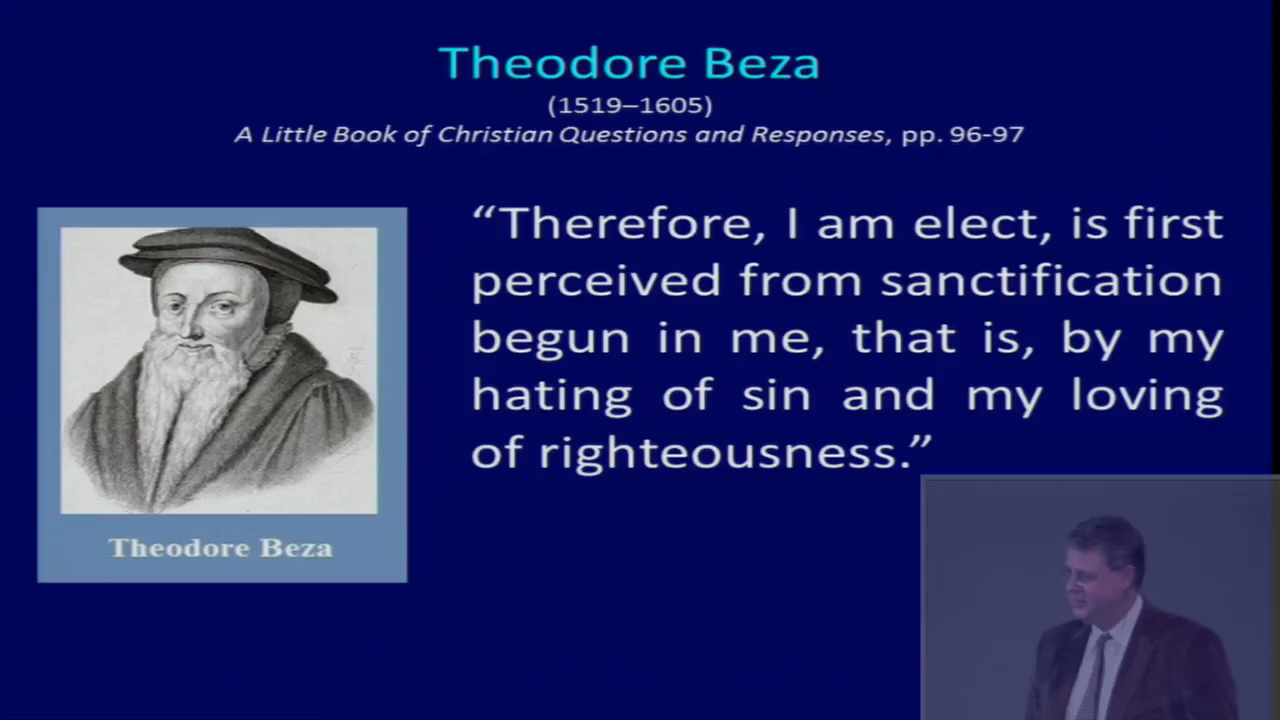 Theodore Beza
(1519–1605)
A Little Book of Christian Questions and Responses, pp. 96-97
“Therefore, I am elect, is first
perceived from sanctification
begun in me, that is, by my
hating of sin and my loving
of righteousness.”
Theodore Beza